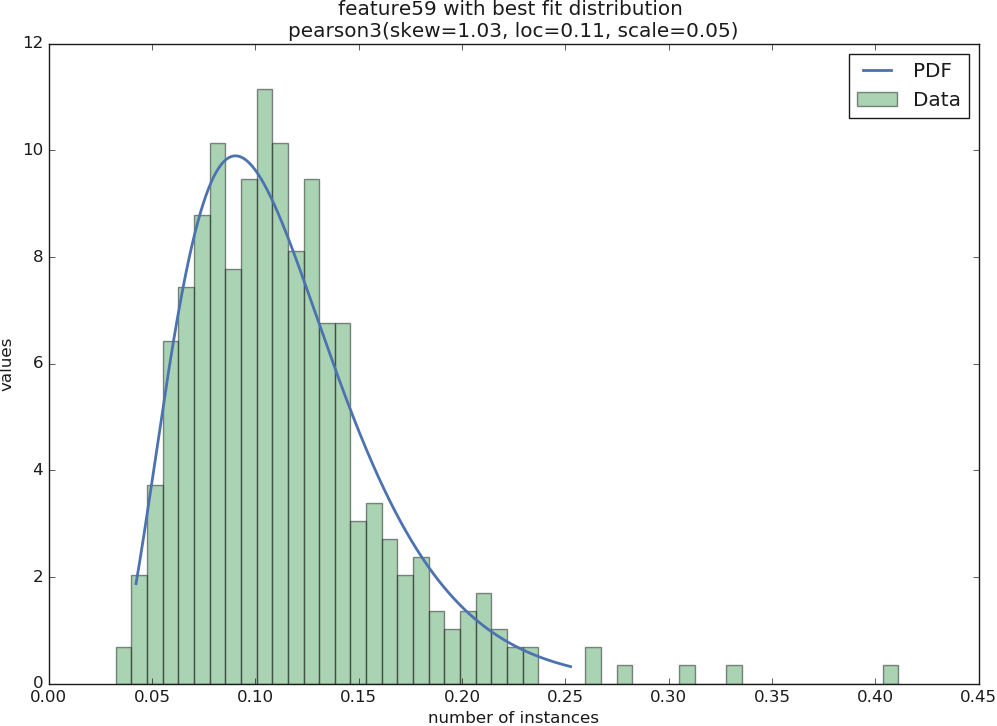 feature59 with best fit distribution
pearson3(skew=1.03, loc=0.11, scale=0.05)
PDF
Data
12
10
8
6
4
2
0
values
0.00 0.05 0.10 0.15 0.20 0.25 0.30 0.35 0.40 0.45
number of instances